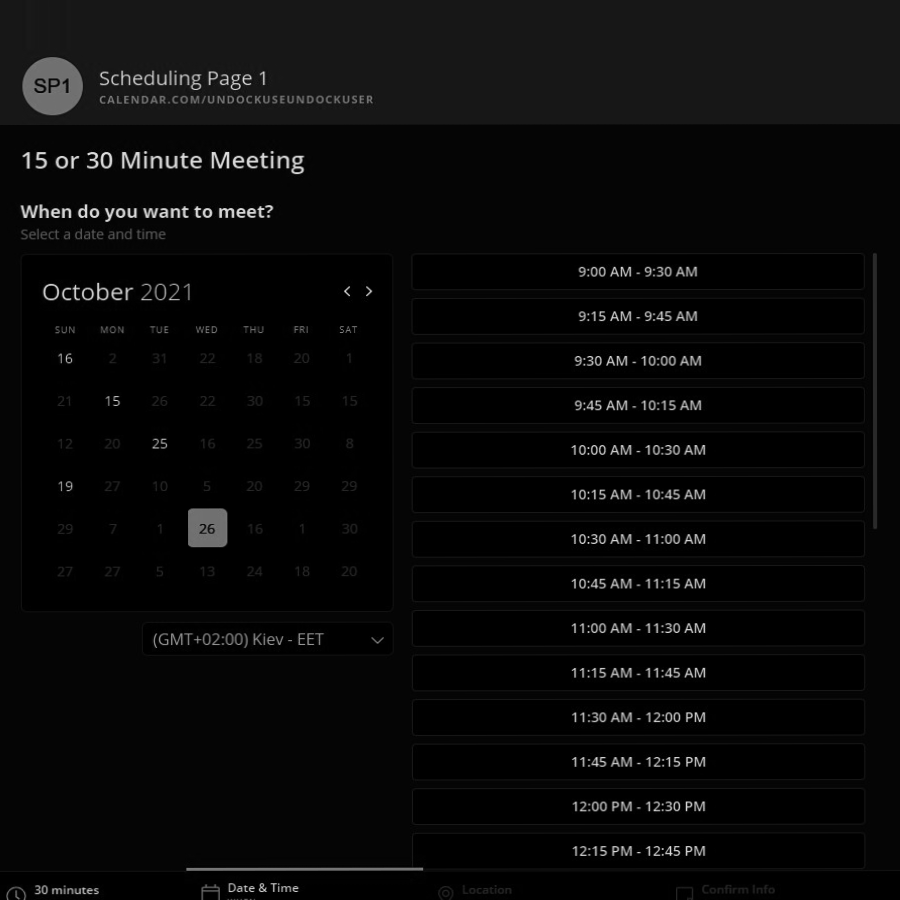 SP1
Scheduling Page 1
CALENDAR.COM/UNDOCKUSEUNDOCKUSER
15 or 30 Minute Meeting
When do you want to meet?
Select a date and time
October 2021
SUN MON TUE WED THU FRI SAT
16 2 31 22 18 20 1
21 15 26 22 30 15 15
12 20 25 16 25 30 8
19 27 10 5 20 29 29
29 7 1 26 16 1 30
27 27 5 13 24 18 20
(GMT+02:00) Kiev - EET
9:00 AM - 9:30 AM
9:15 AM - 9:45 AM
9:30 AM - 10:00 AM
9:45 AM - 10:15 AM
10:00 AM - 10:30 AM
10:15 AM - 10:45 AM
10:30 AM - 11:00 AM
10:45 AM - 11:15 AM
11:00 AM - 11:30 AM
11:15 AM - 11:45 AM
11:30 AM - 12:00 PM
11:45 AM - 12:15 PM
12:00 PM - 12:30 PM
12:15 PM - 12:45 PM
30 minutes
Date & Time
Location
Confirm Info